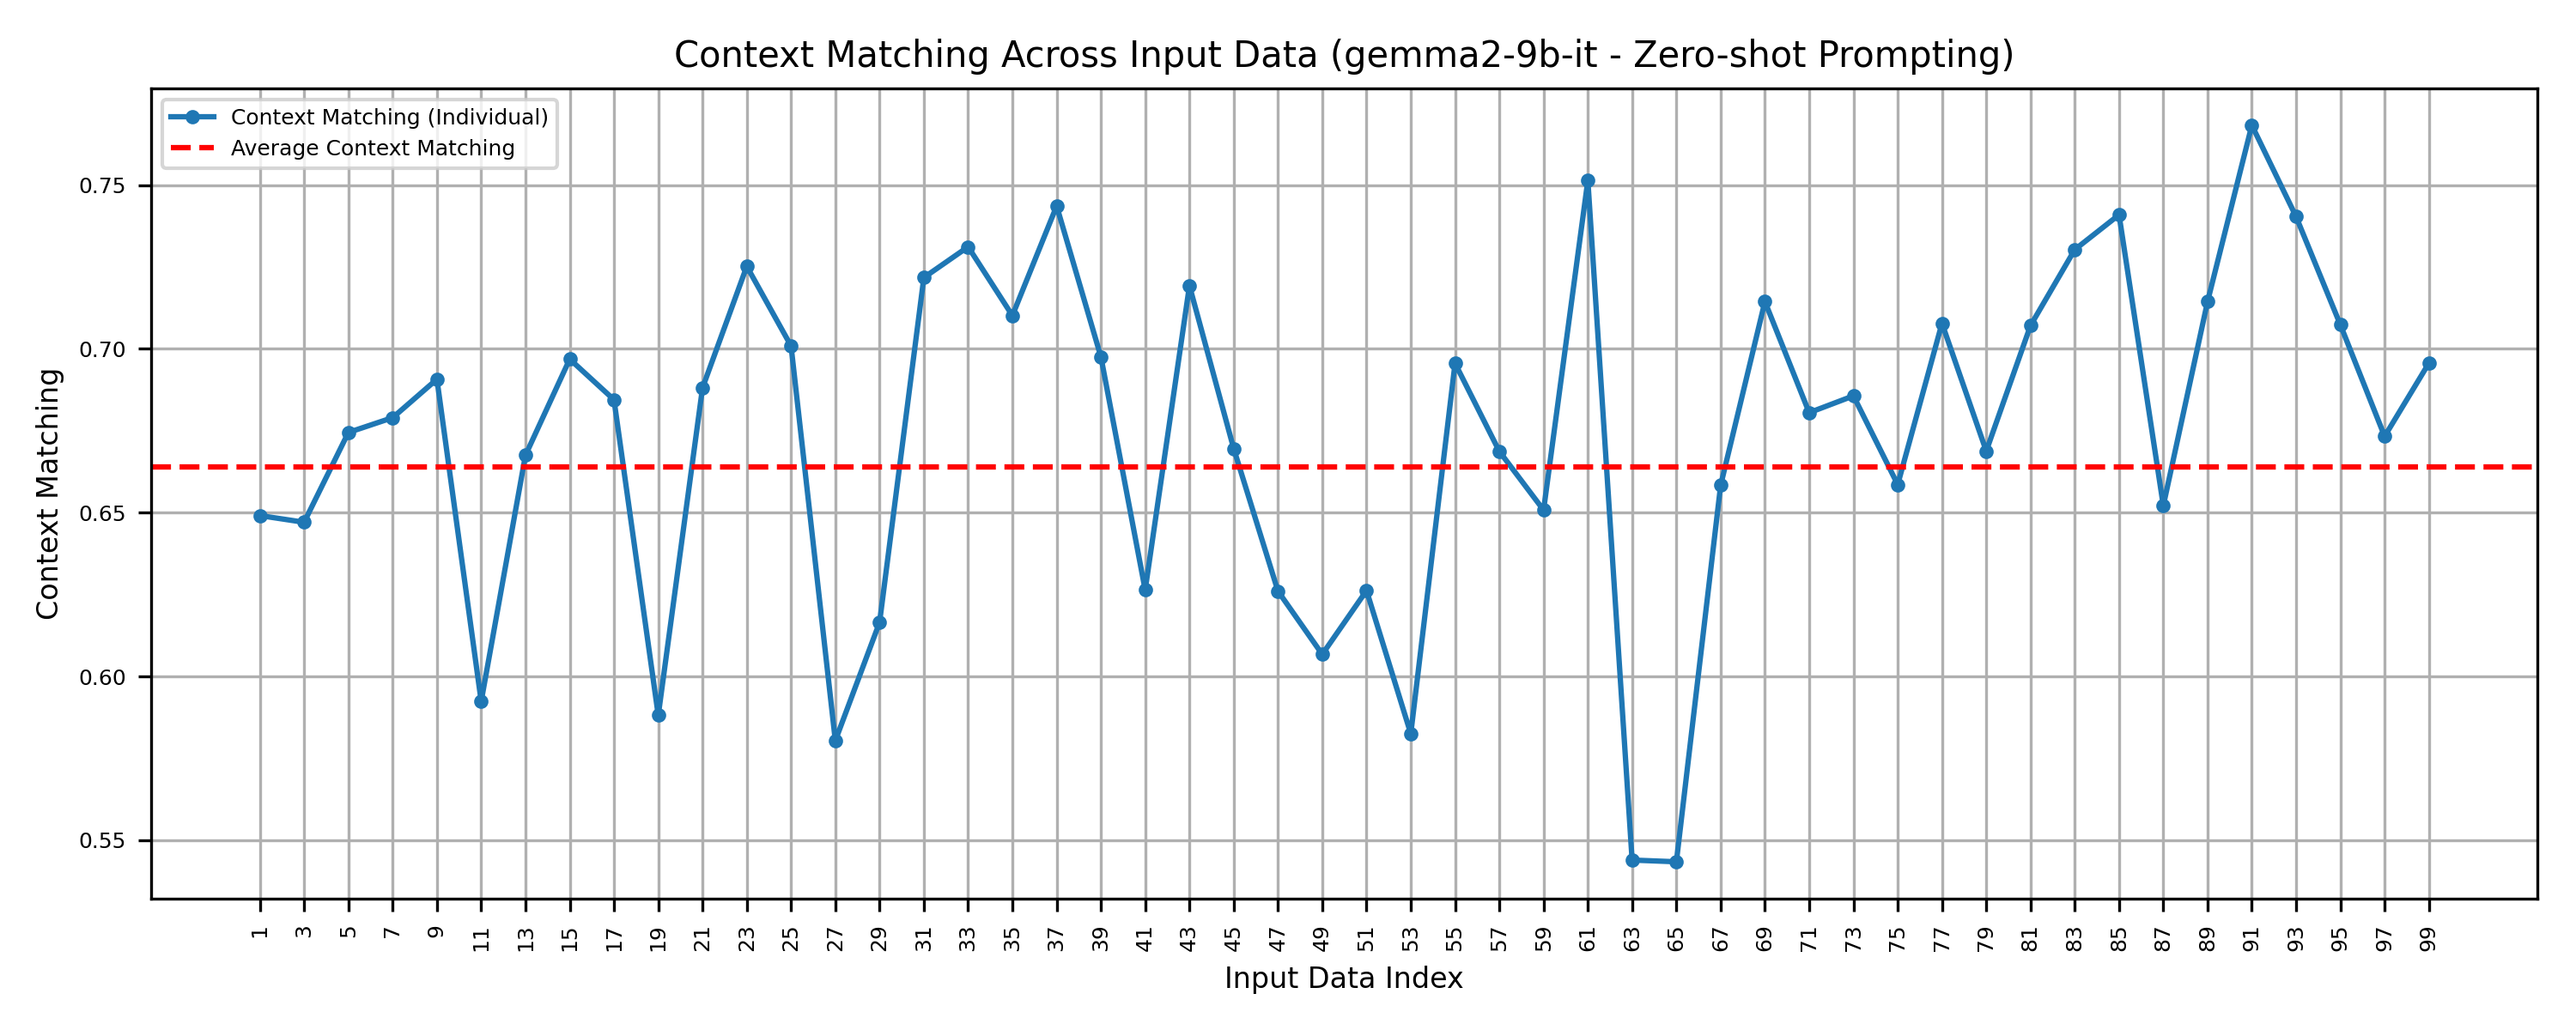 Context Matching Across Input Data (gemma2-9b-it - Zero-shot Prompting)
Context Matching (Individual)
Average Context Matching
Context Matching
0.75
0.70
0.65
0.60
0.55
1 3 5 7 9 11 13 15 17 19 21 23 25 27 29 31 33 35 37 39 41 43 45 47 49 51 53 55 57 59 61 63 65 67 69 71 73 75 77 79 81 83 85 87 89 91 93 95 97 99
Input Data Index